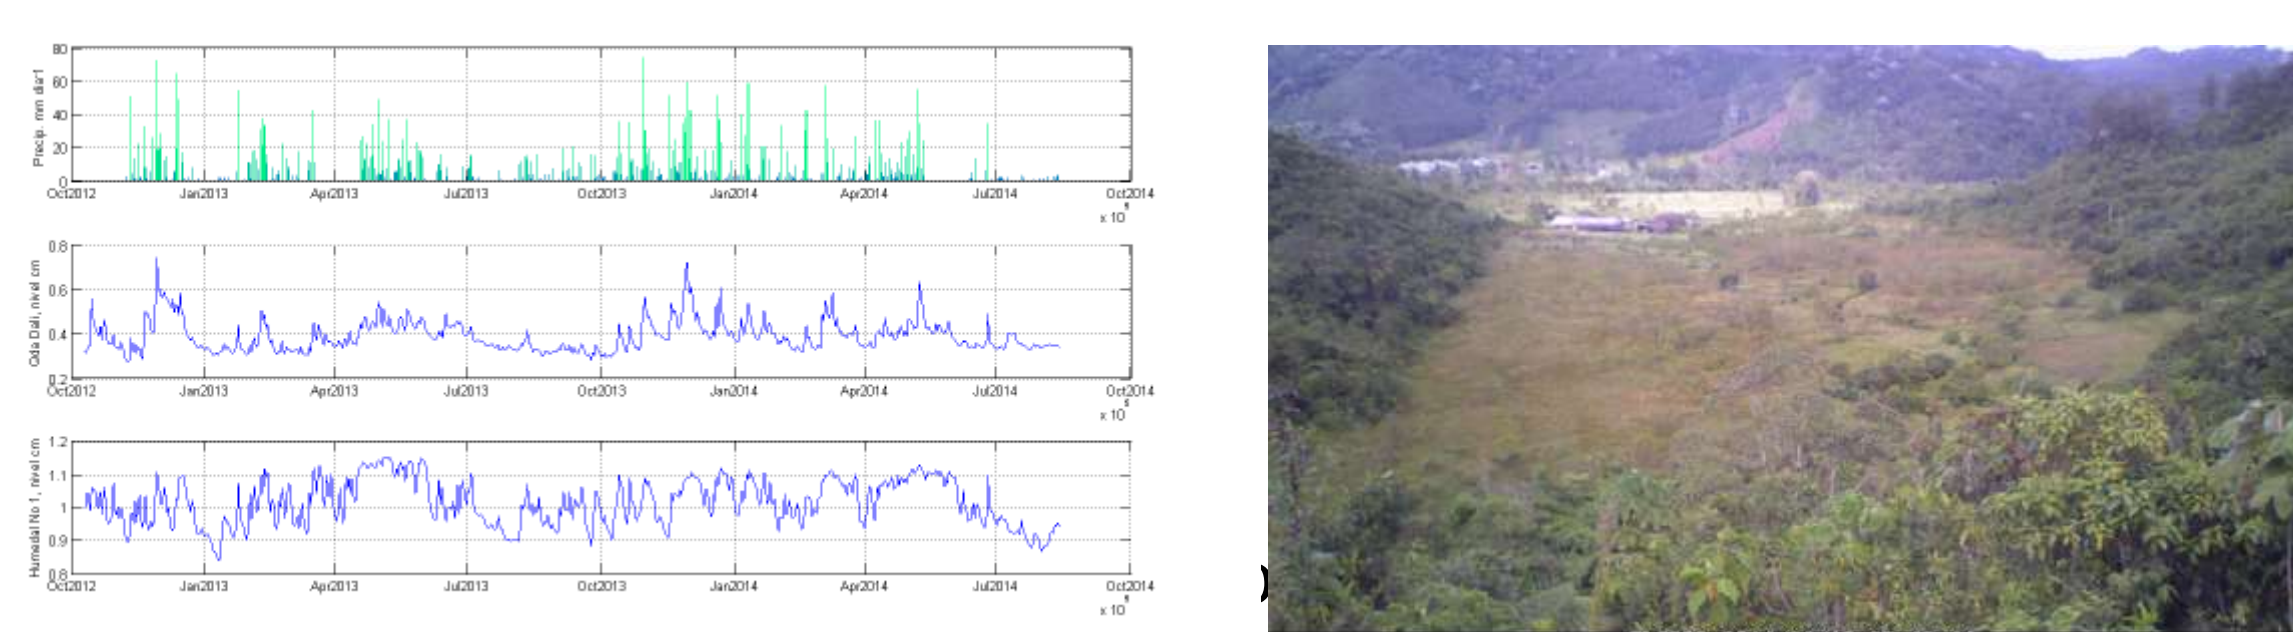 Precip. mm dia-1
80
60
40
20
0
Oct2012 Jan2013 Apr2013 Jul2013 Oct2013 Jan2014 Apr2014 Jul2014 Oct2014
x 10
Qda Dali, nivel cm
0.8
0.6
0.4
0.2
Oct2012 Jan2013 Apr2013 Jul2013 Oct2013 Jan2014 Apr2014 Jul2014 Oct2014
x 10
Humedal No 1, nivel cm
1.2
1.1
1
0.9
0.8
Oct2012 Jan2013 Apr2013 Jul2013 Oct2013 Jan2014 Apr2014 Jul2014 Oct2014
x 10